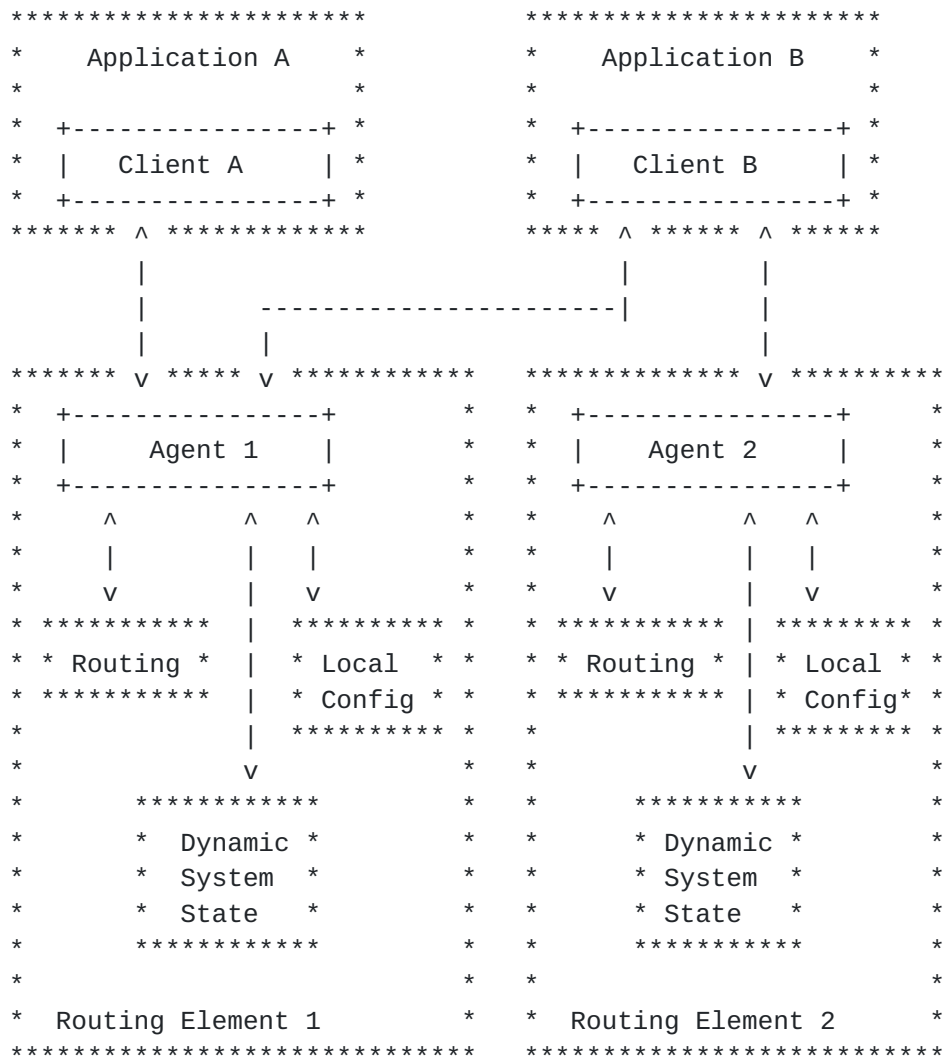 Application A Application B
Client A Client B
Agent 1 Agent 2
Routing Local Routing Local
Config Config
Dynamic Dynamic
System System
State State
Routing Element 1 Routing Element 2